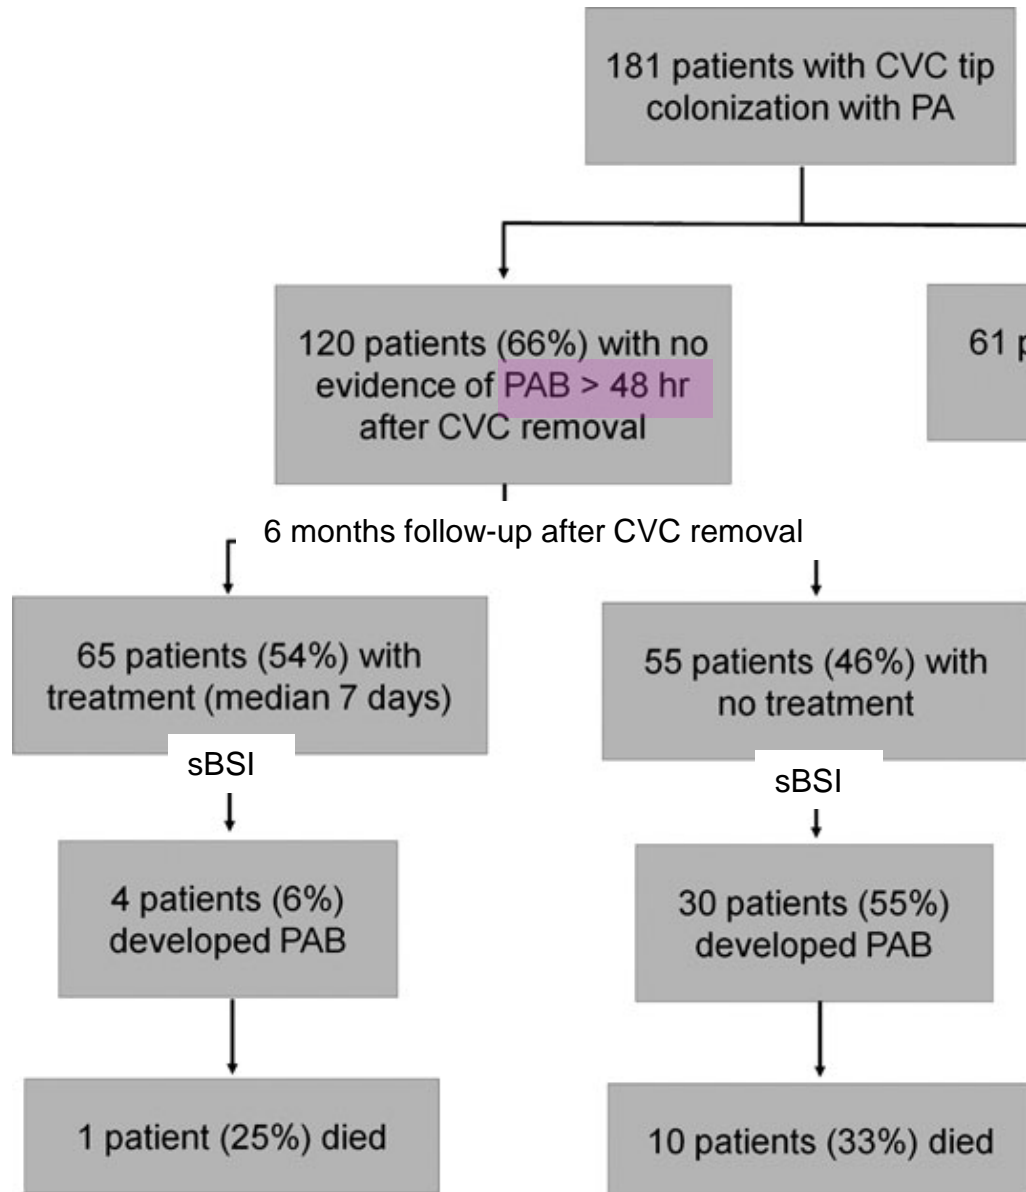 181 patients with CVC tip
colonization with PA
120 patients (66%) with no
evidence of PAB > 48 hr
after CVC removal
61 p
6 months follow-up after CVC removal
65 patients (54%) with
treatment (median 7 days)
55 patients (46%) with
no treatment
sBSI
sBSI
4 patients (6%)
developed PAB
30 patients (55%)
developed PAB
1 patient (25%) died
10 patients (33%) died